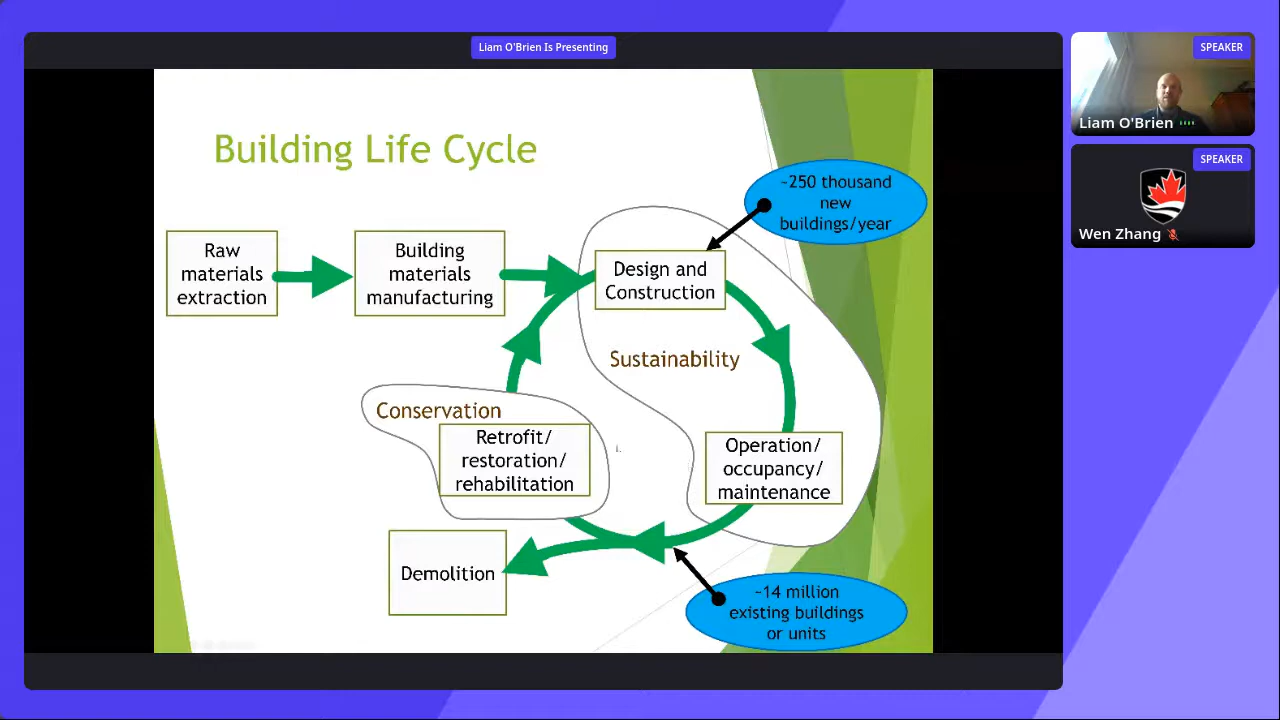 Liam O'Brien Is Presenting
SPEAKER
Liam O'Brien
SPEAKER
Wen Zhang
Building Life Cycle
~250 thousand
new
buildings/year
Raw
materials
extraction
Building
materials
manufacturing
Design and
Construction
Sustainability
Conservation
Retrofit/
restoration/
rehabilitation
Operation/
occupancy/
maintenance
Demolition
~14 million
existing buildings
or units